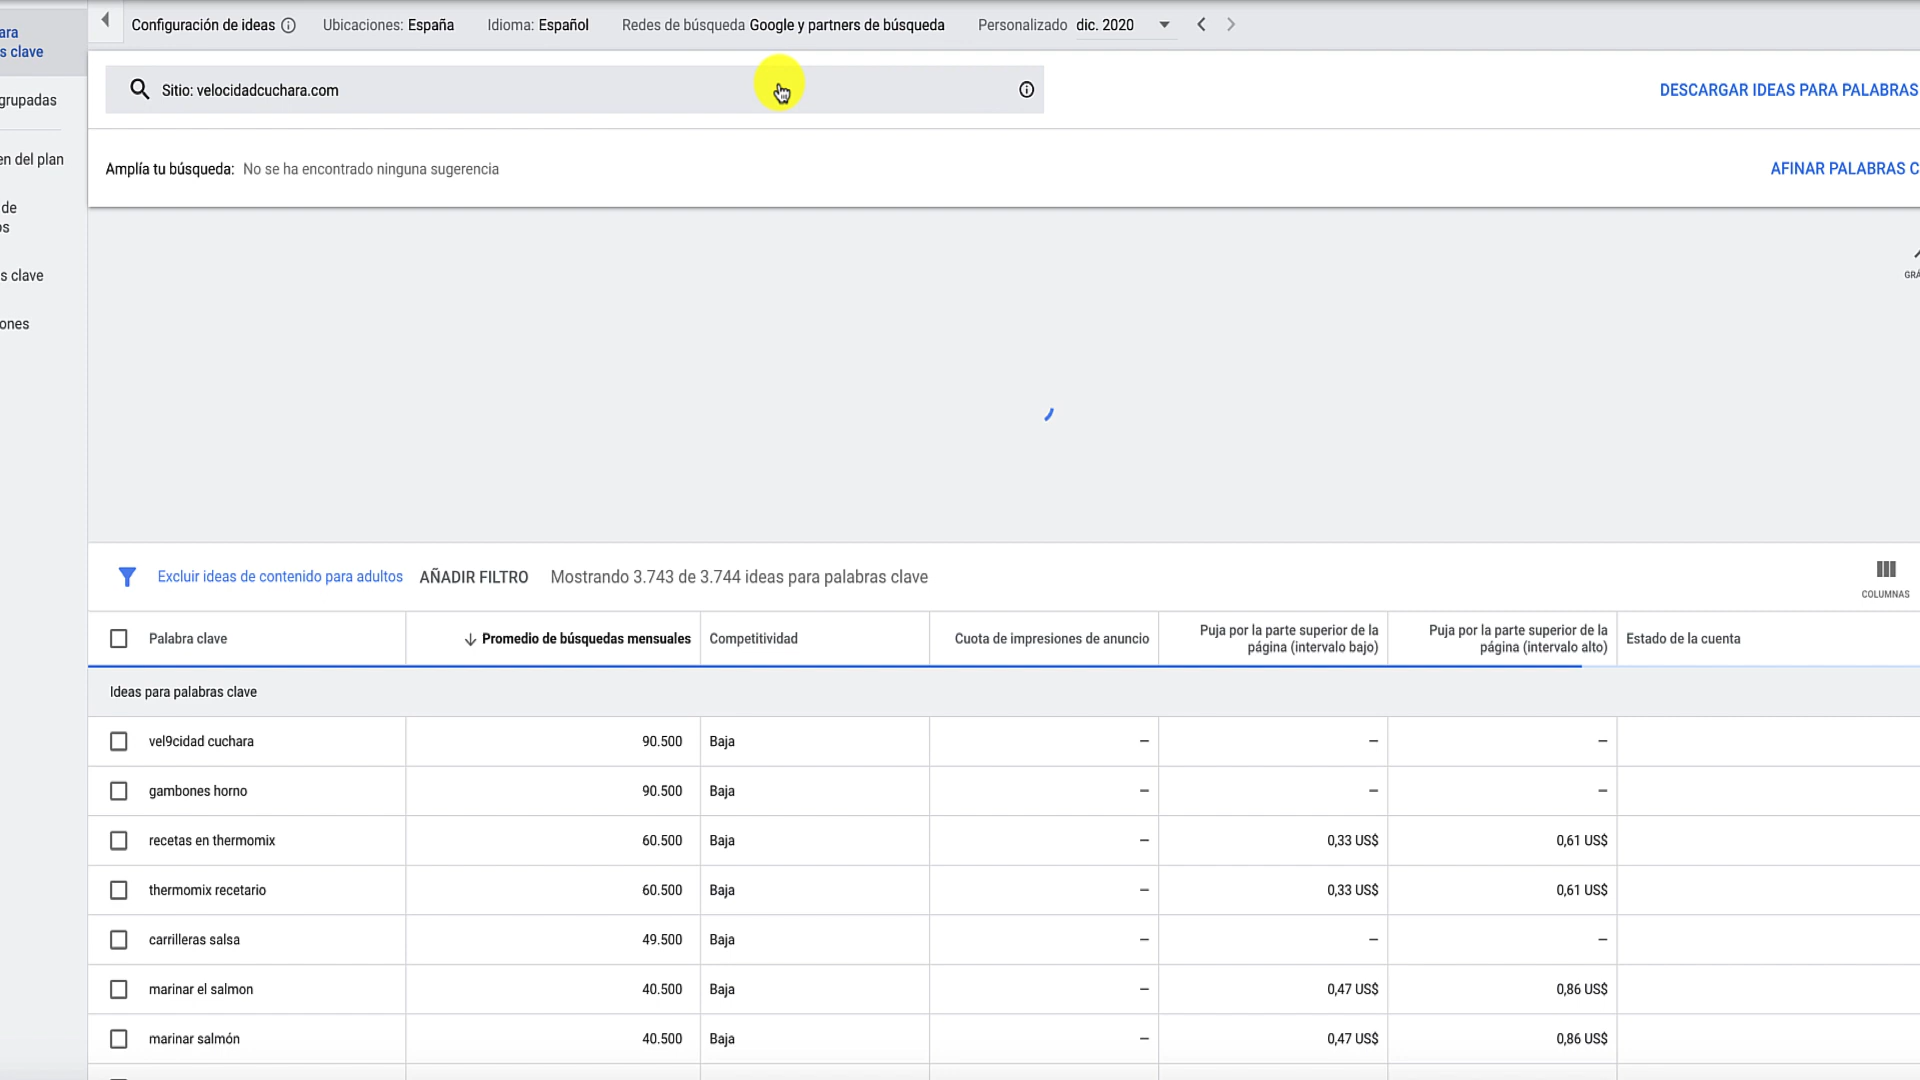 Configuración de ideas Ubicaciones: España Idioma: Español Redes de búsqueda Google y partners de búsqueda Personalizado dic. 2020
ara
s clave
grupadas
en del plan
de
os
s clave
ones
Sitio: velocidadcuchara.com
DESCARGAR IDEAS PARA PALABRAS
Amplía tu búsqueda: No se ha encontrado ninguna sugerencia
AFINAR PALABRAS C
GRÁ
Excluir ideas de contenido para adultos AÑADIR FILTRO Mostrando 3.743 de 3.744 ideas para palabras clave
COLUMNAS
Palabra clave Promedio de búsquedas mensuales Competitividad Cuota de impresiones de anuncio Puja por la parte superior de la página (intervalo bajo) Puja por la parte superior de la página (intervalo alto) Estado de la cuenta
Ideas para palabras clave
vel9cidad cuchara 90.500 Baja – – –
gambones horno 90.500 Baja – – –
recetas en thermomix 60.500 Baja – 0,33 US$ 0,61 US$
thermomix recetario 60.500 Baja – 0,33 US$ 0,61 US$
carrilleras salsa 49.500 Baja – – –
marinar el salmon 40.500 Baja – 0,47 US$ 0,86 US$
marinar salmón 40.500 Baja – 0,47 US$ 0,86 US$